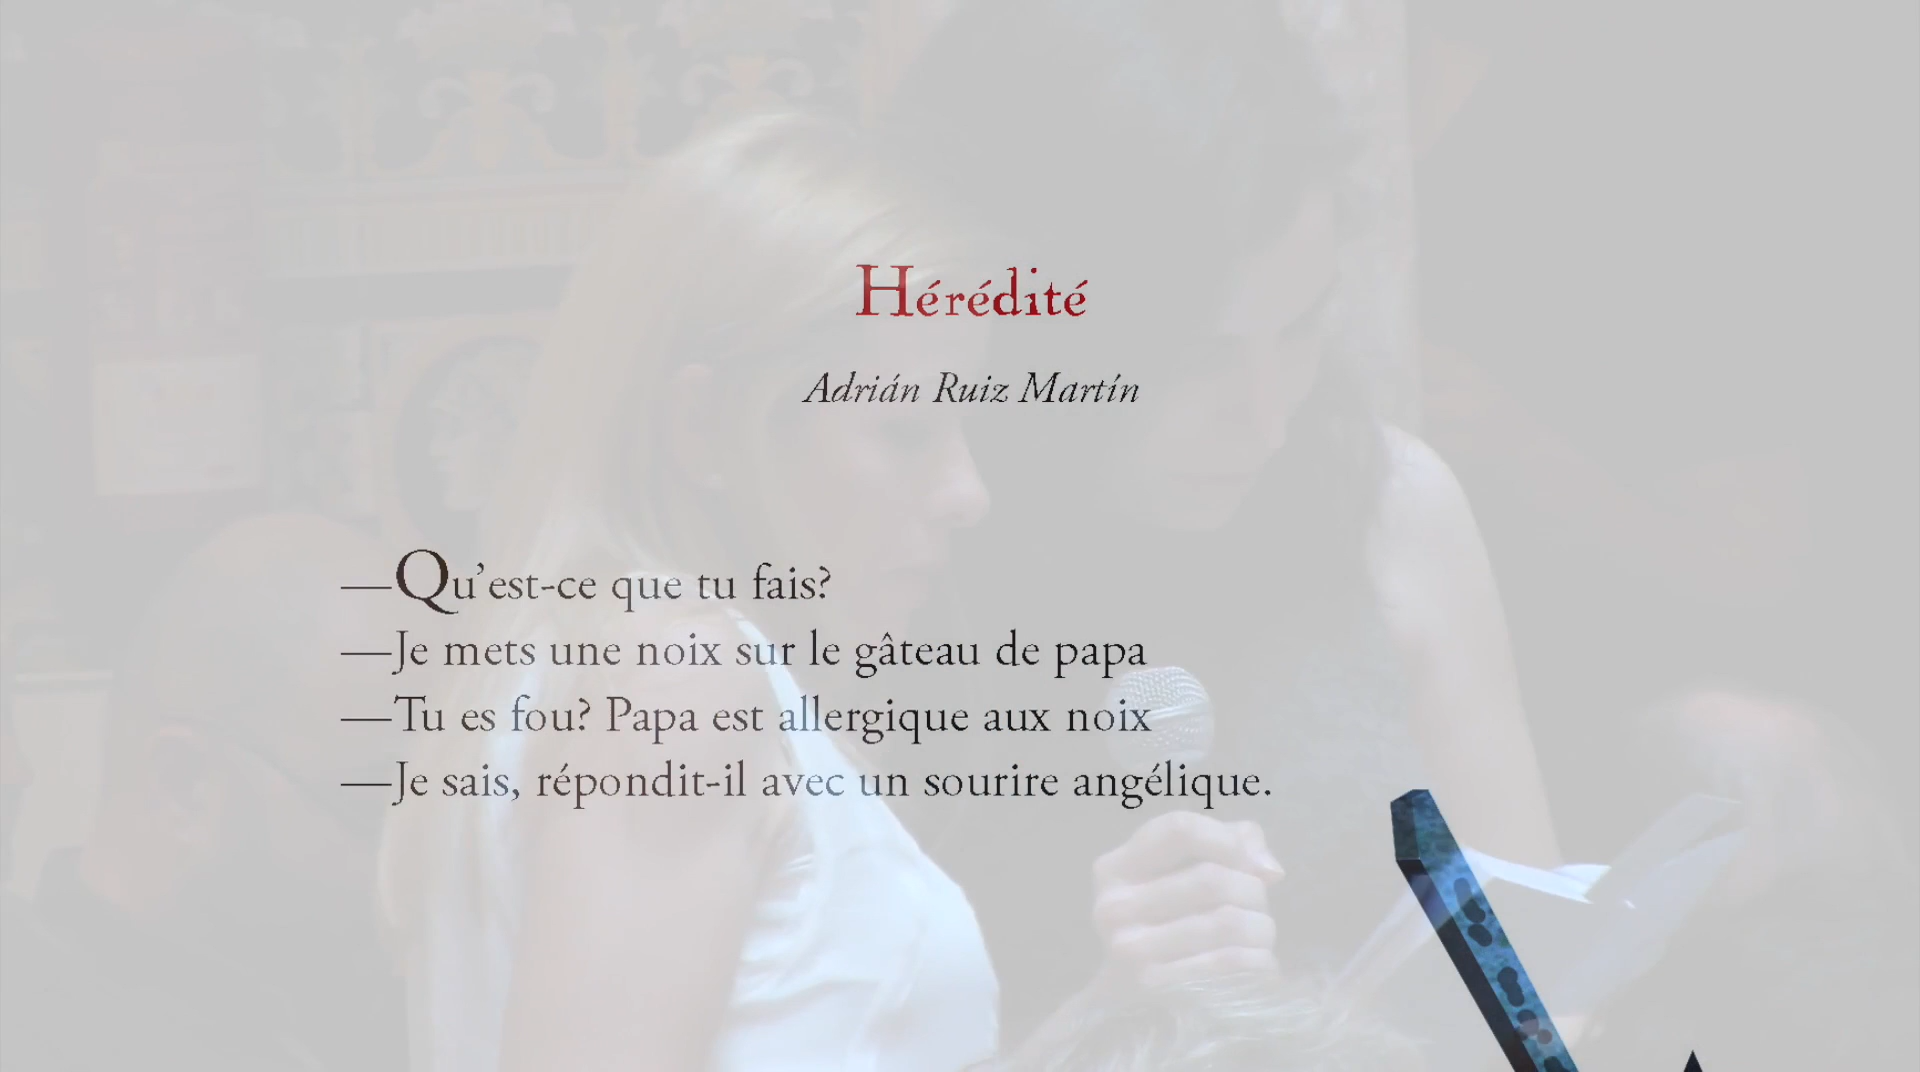 Hérédité
Adrián Ruiz Martín
—Qu’est-ce que tu fais?
—Je mets une noix sur le gâteau de papa
—Tu es fou? Papa est allergique aux noix
—Je sais, répondit-il avec un sourire angélique.